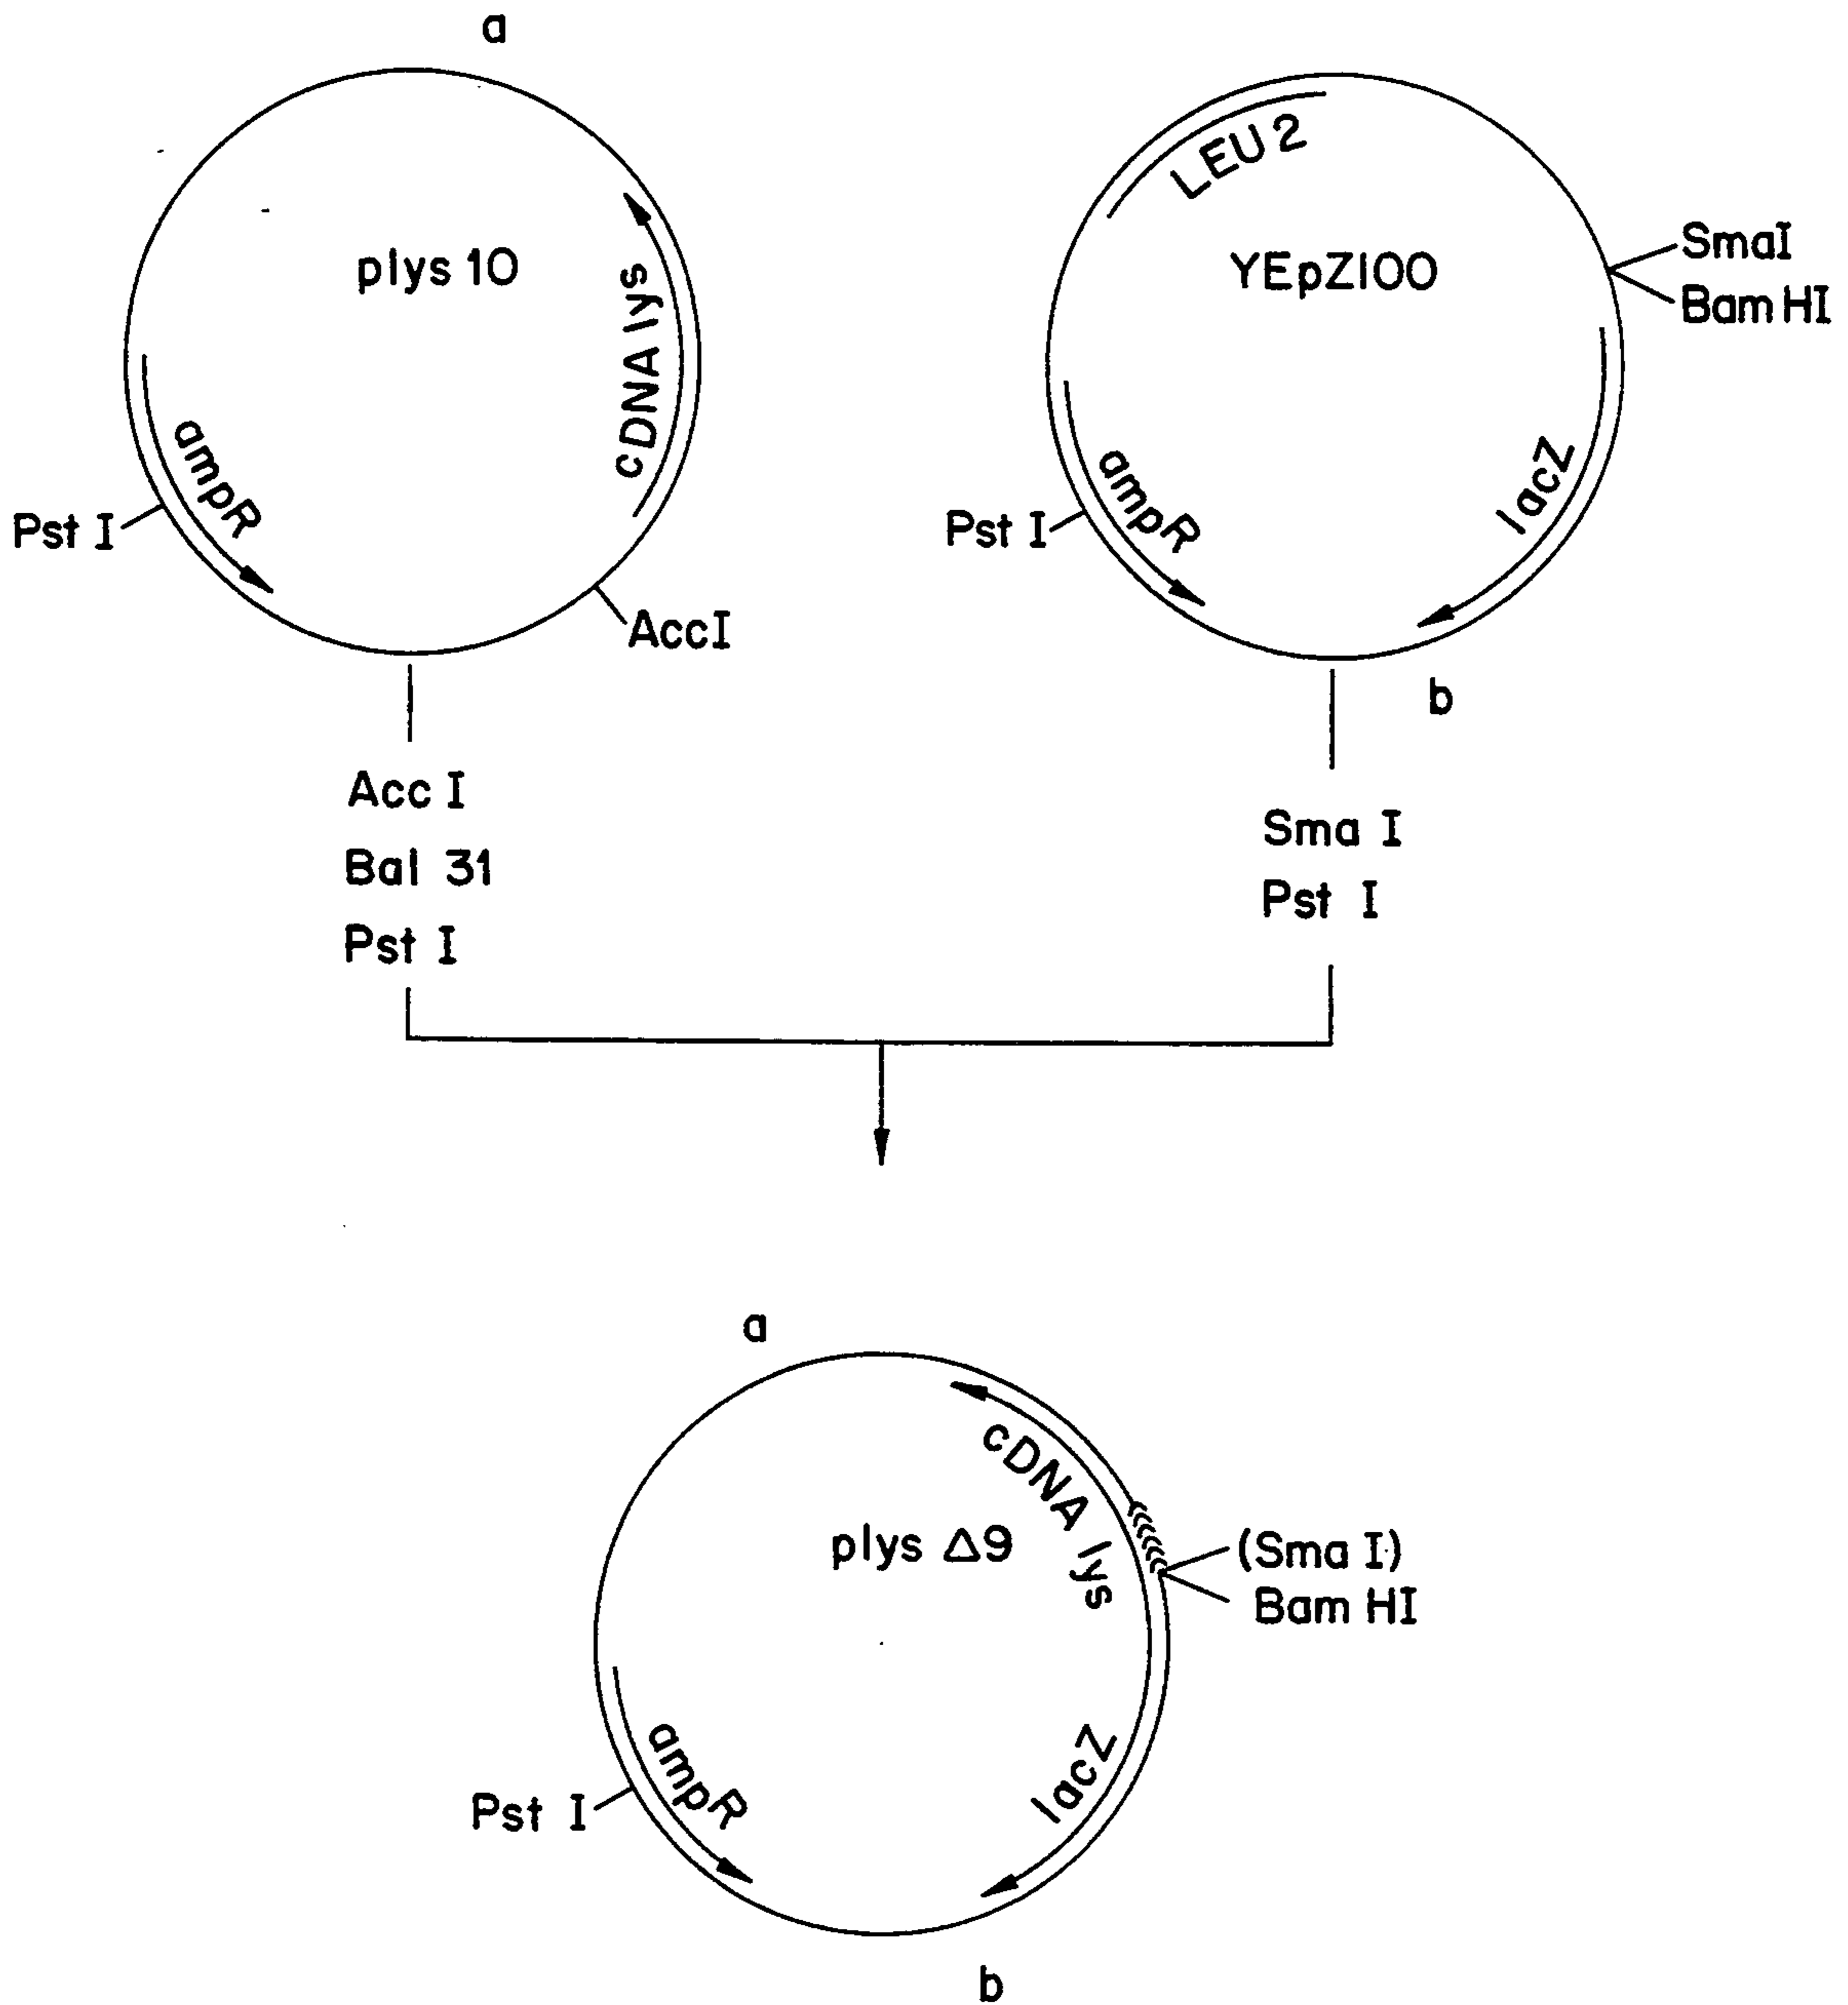 a
plys 10
cDNA lys
ampR
Pst I
AccI
LEU 2
YEpZ100
SmaI
Bam HI
lacZ
ampR
Pst I
b
Acc I
Bal 31
Pst I
Sma I
Pst I
a
cDNA lys
plys Δ9
(Sma I)
Bam HI
lacZ
ampR
Pst I
b